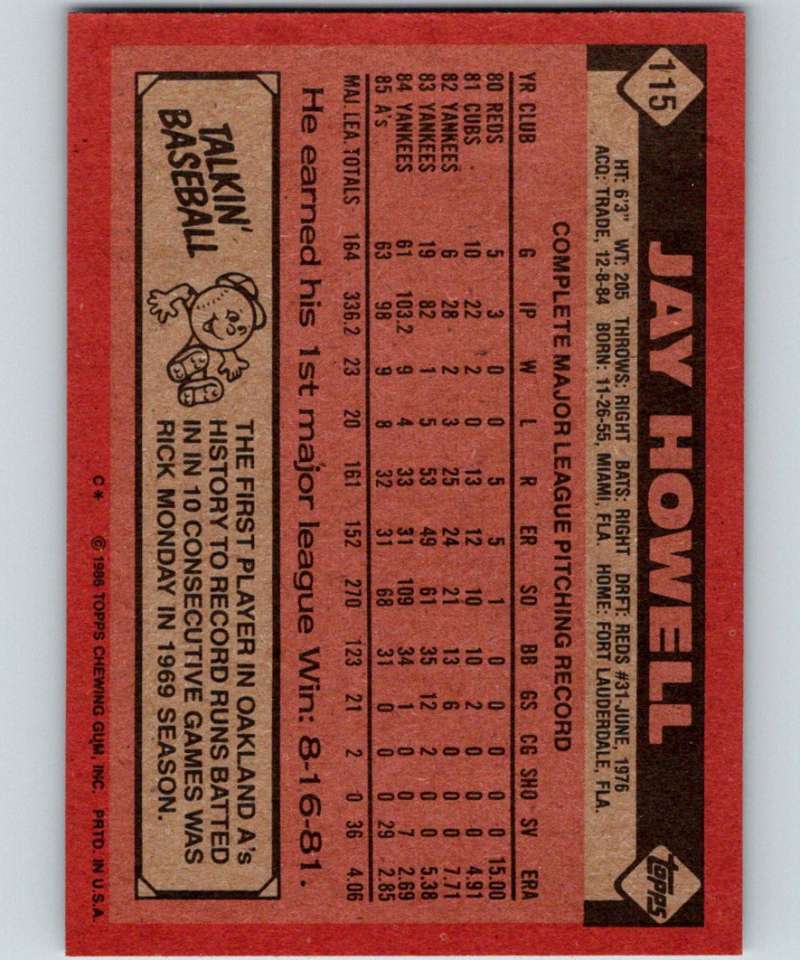 115
JAY HOWELL
topps
HT: 6'3" WT: 205 THROWS: RIGHT BATS: RIGHT DRFT: REDS #31-JUNE, 1976
ACQ: TRADE, 12-8-84 BORN: 11-26-55, MIAMI, FLA. HOME: FORT LAUDERDALE, FLA.
COMPLETE MAJOR LEAGUE PITCHING RECORD
YR CLUB G IP W L R ER SO BB GS CG SHO SV ERA
80 REDS 5 3 0 0 5 5 1 0 0 0 0 0 15.00
81 CUBS 10 22 2 0 13 12 10 10 2 0 0 0 4.91
82 YANKEES 6 28 2 3 25 24 21 13 6 0 0 0 7.71
83 YANKEES 19 82 1 5 53 49 61 35 12 2 0 0 5.38
84 YANKEES 61 103.2 9 4 33 31 109 34 1 0 0 7 2.69
85 A's 63 98 9 8 32 31 68 31 0 0 0 29 2.85
MAJ. LEA. TOTALS 164 336.2 23 20 161 152 270 123 21 2 0 36 4.06
He earned his 1st major league Win: 8-16-81.
TALKIN'
BASEBALL
THE FIRST PLAYER IN OAKLAND A's
HISTORY TO RECORD RUNS BATTED
IN IN 10 CONSECUTIVE GAMES WAS
RICK MONDAY IN 1969 SEASON.
C* © 1986 TOPPS CHEWING GUM, INC. PRTD. IN U.S.A.